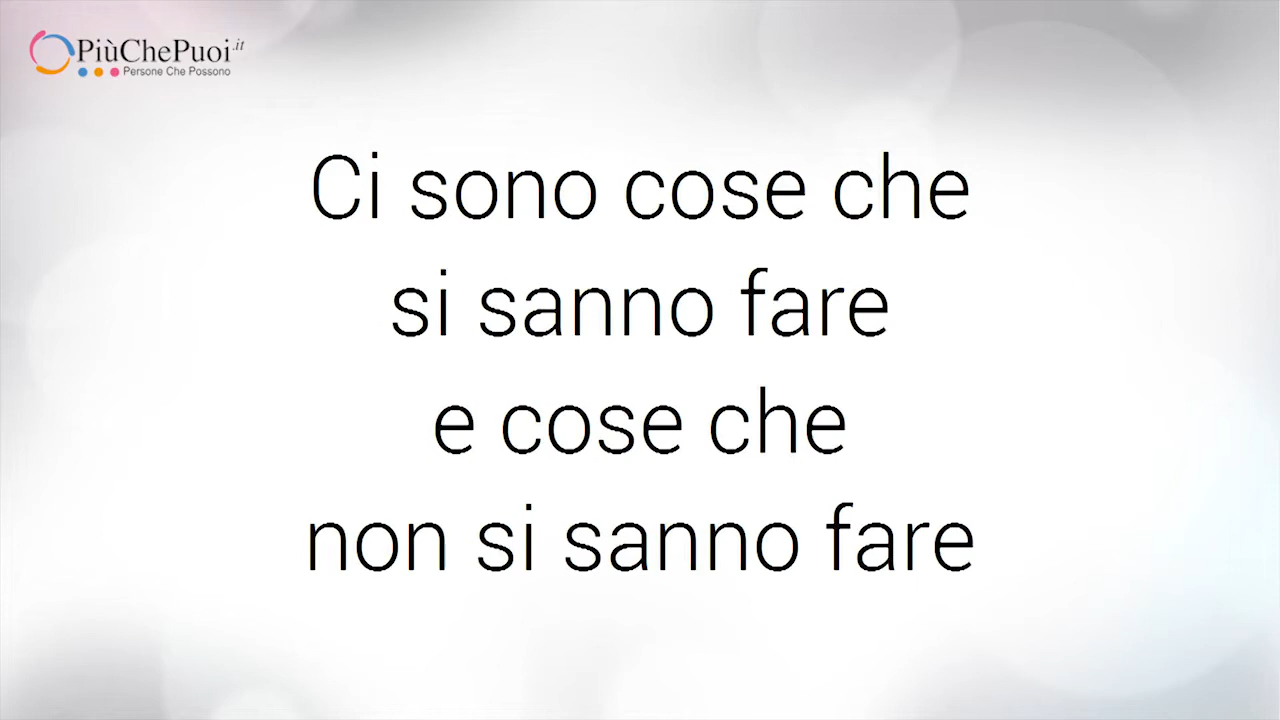 PiùChePuoi.it
Persone Che Possono
Ci sono cose che
si sanno fare
e cose che
non si sanno fare